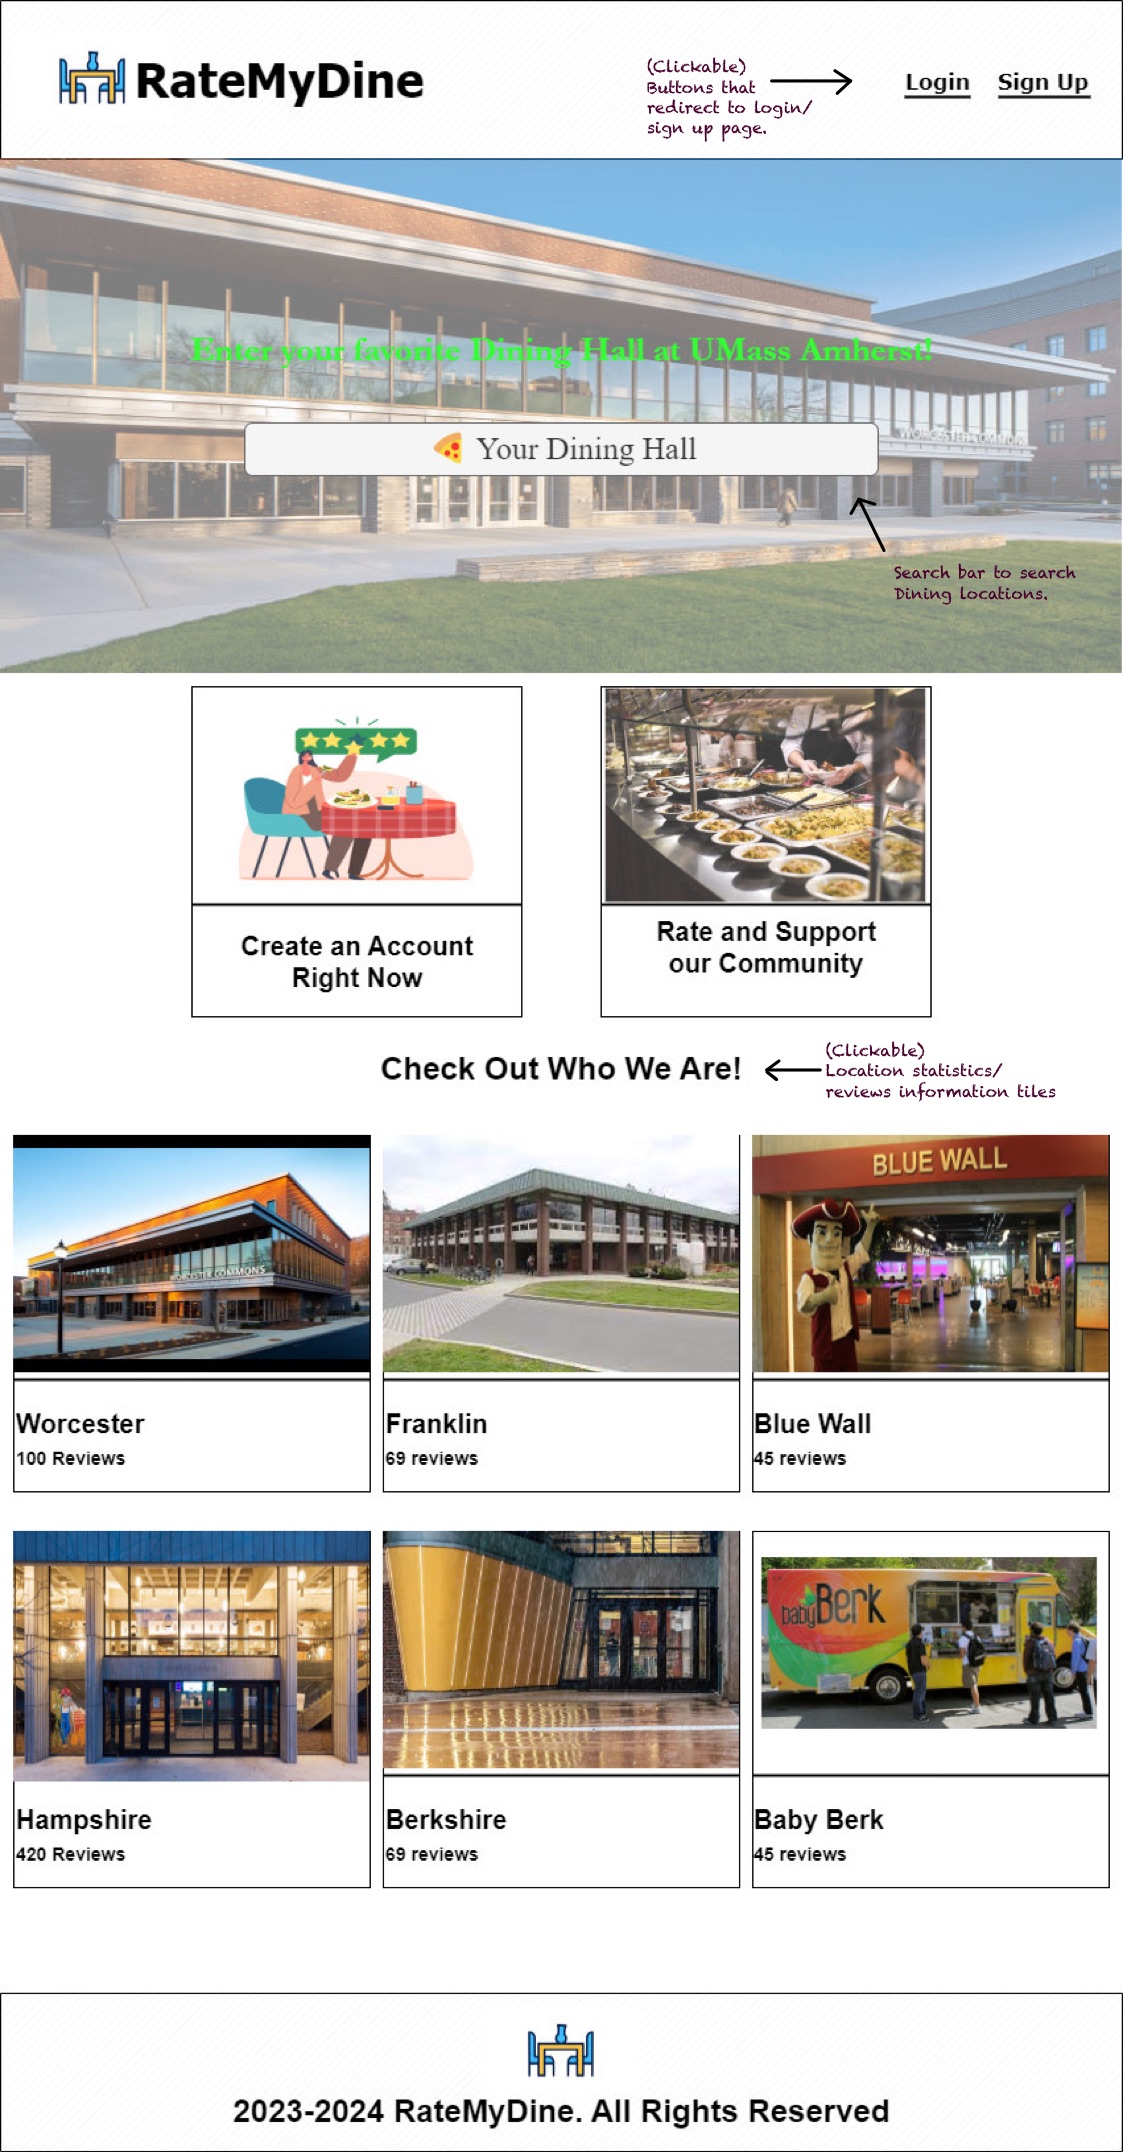 RateMyDine
(Clickable)
Buttons that
redirect to login/
sign up page.
Login
Sign Up
Enter your favorite Dining Hall at UMass Amherst!
WORCESTER COMMONS
🍕 Your Dining Hall
Search bar to search
Dining locations.
Create an Account
Right Now
Rate and Support
our Community
Check Out Who We Are!
(Clickable)
Location statistics/
reviews information tiles
WORCESTER COMMONS
BLUE WALL
Worcester
100 Reviews
Franklin
69 reviews
Blue Wall
45 reviews
babyBerk
Hampshire
420 Reviews
Berkshire
69 reviews
Baby Berk
45 reviews
2023-2024 RateMyDine. All Rights Reserved